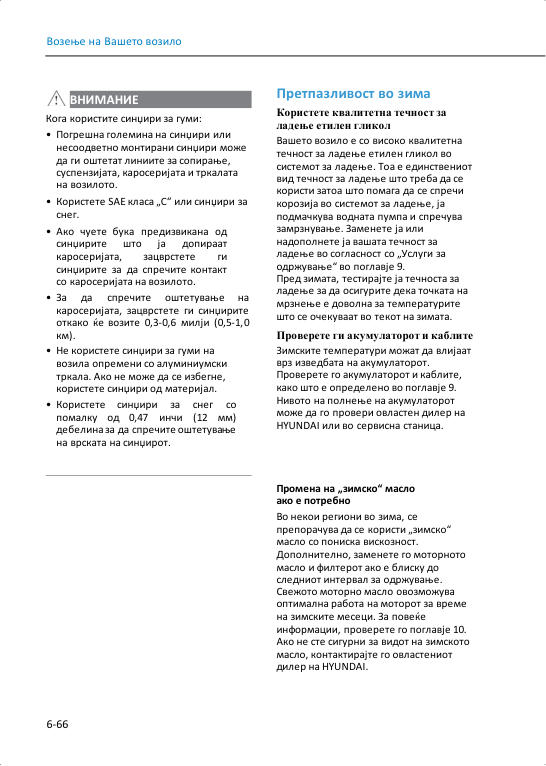 Возење на Вашето возило
ВНИМАНИЕ
Кога користите синџири за гуми:
• Погрешна големина на синџири или
несоодветно монтирани синџири може
да ги оштетат линиите за сопирање,
суспензијата, каросеријата и тркалата
на возилото.
• Користете SAE класа „С“ или синџири за
снег.
• Ако чуете бука предизвикана од
синџирите што ја допираат
каросеријата, зацврстете ги
синџирите за да спречите контакт
со каросеријата на возилото.
• За да спречите оштетување на
каросеријата, зацврстете ги синџирите
откако ќе возите 0,3-0,6 милји (0,5-1,0
км).
• Не користете синџири за гуми на
возила опремени со алуминиумски
тркала. Ако не може да се избегне,
користете синџири од материјал.
• Користете синџири за снег со
помалку од 0,47 инчи (12 мм)
дебелина за да спречите оштетување
на врската на синџирот.
Претпазливост во зима
Користете квалитетна течност за
ладење етилен гликол
Вашето возило е со високо квалитетна
течност за ладење етилен гликол во
системот за ладење. Тоа е единствениот
вид течност за ладење што треба да се
користи затоа што помага да се спречи
корозија во системот за ладење, ја
подмачкува водната пумпа и спречува
замрзнување. Заменете ја или
надополнете ја вашата течност за
ладење во согласност со „Услуги за
одржување“ во поглавје 9.
Пред зимата, тестирајте ја течноста за
ладење за да осигурите дека точката на
мрзнење е доволна за температурите
што се очекуваат во текот на зимата.
Проверете ги акумулаторот и каблите
Зимските температури можат да влијаат
врз изведбата на акумулаторот.
Проверете го акумулаторот и каблите,
како што е определено во поглавје 9.
Нивото на полнење на акумулаторот
може да го провери овластен дилер на
HYUNDAI или во сервисна станица.
Промена на „зимско“ масло
ако е потребно
Во некои региони во зима, се
препорачува да се користи „зимско“
масло со пониска вискозност.
Дополнително, заменете го моторното
масло и филтерот ако е блиску до
следниот интервал за одржување.
Свежото моторно масло овозможува
оптимална работа на моторот за време
на зимските месеци. За повеќе
информации, проверете го поглавје 10.
Ако не сте сигурни за видот на зимското
масло, контактирајте го овластениот
дилер на HYUNDAI.
6-66